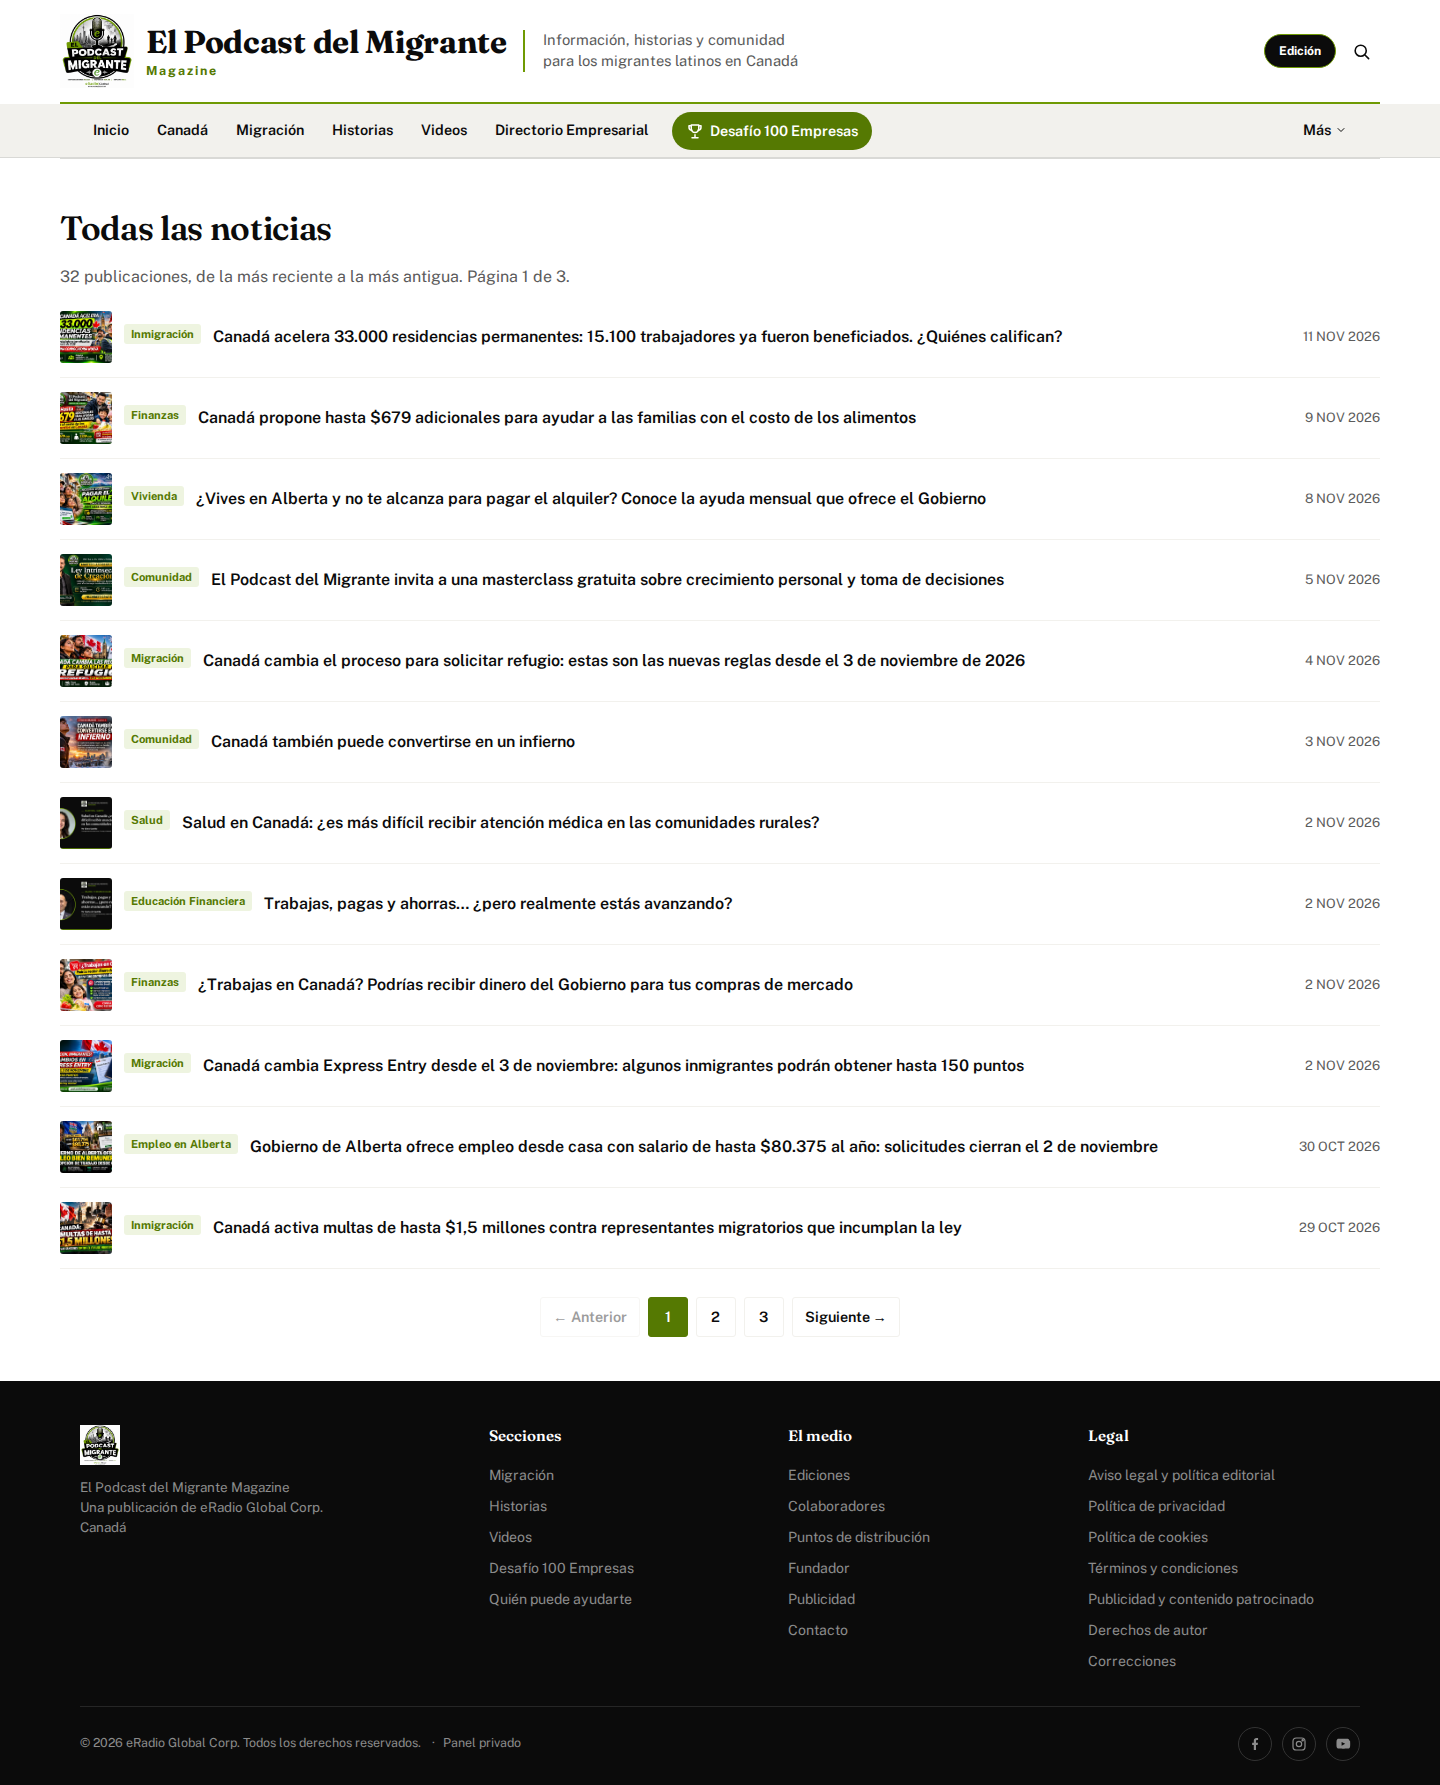 PODCAST
MIGRANTE
El Podcast del Migrante
Magazine
Información, historias y comunidad
para los migrantes latinos en Canadá
Edición
Inicio
Canadá
Migración
Historias
Videos
Directorio Empresarial
Desafío 100 Empresas
Más
Todas las noticias
32 publicaciones, de la más reciente a la más antigua. Página 1 de 3.
Inmigración
Canadá acelera 33.000 residencias permanentes: 15.100 trabajadores ya fueron beneficiados. ¿Quiénes califican?
11 NOV 2026
Finanzas
Canadá propone hasta $679 adicionales para ayudar a las familias con el costo de los alimentos
9 NOV 2026
Vivienda
¿Vives en Alberta y no te alcanza para pagar el alquiler? Conoce la ayuda mensual que ofrece el Gobierno
8 NOV 2026
Comunidad
El Podcast del Migrante invita a una masterclass gratuita sobre crecimiento personal y toma de decisiones
5 NOV 2026
Migración
Canadá cambia el proceso para solicitar refugio: estas son las nuevas reglas desde el 3 de noviembre de 2026
4 NOV 2026
Comunidad
Canadá también puede convertirse en un infierno
3 NOV 2026
Salud
Salud en Canadá: ¿es más difícil recibir atención médica en las comunidades rurales?
2 NOV 2026
Educación Financiera
Trabajas, pagas y ahorras... ¿pero realmente estás avanzando?
2 NOV 2026
Finanzas
¿Trabajas en Canadá? Podrías recibir dinero del Gobierno para tus compras de mercado
2 NOV 2026
Migración
Canadá cambia Express Entry desde el 3 de noviembre: algunos inmigrantes podrán obtener hasta 150 puntos
2 NOV 2026
Empleo en Alberta
Gobierno de Alberta ofrece empleo desde casa con salario de hasta $80.375 al año: solicitudes cierran el 2 de noviembre
30 OCT 2026
Inmigración
Canadá activa multas de hasta $1,5 millones contra representantes migratorios que incumplan la ley
29 OCT 2026
← Anterior
1
2
3
Siguiente →
El Podcast del Migrante Magazine
Una publicación de eRadio Global Corp.
Canadá
Secciones
Migración
Historias
Videos
Desafío 100 Empresas
Quién puede ayudarte
El medio
Ediciones
Colaboradores
Puntos de distribución
Fundador
Publicidad
Contacto
Legal
Aviso legal y política editorial
Política de privacidad
Política de cookies
Términos y condiciones
Publicidad y contenido patrocinado
Derechos de autor
Correcciones
© 2026 eRadio Global Corp. Todos los derechos reservados. · Panel privado